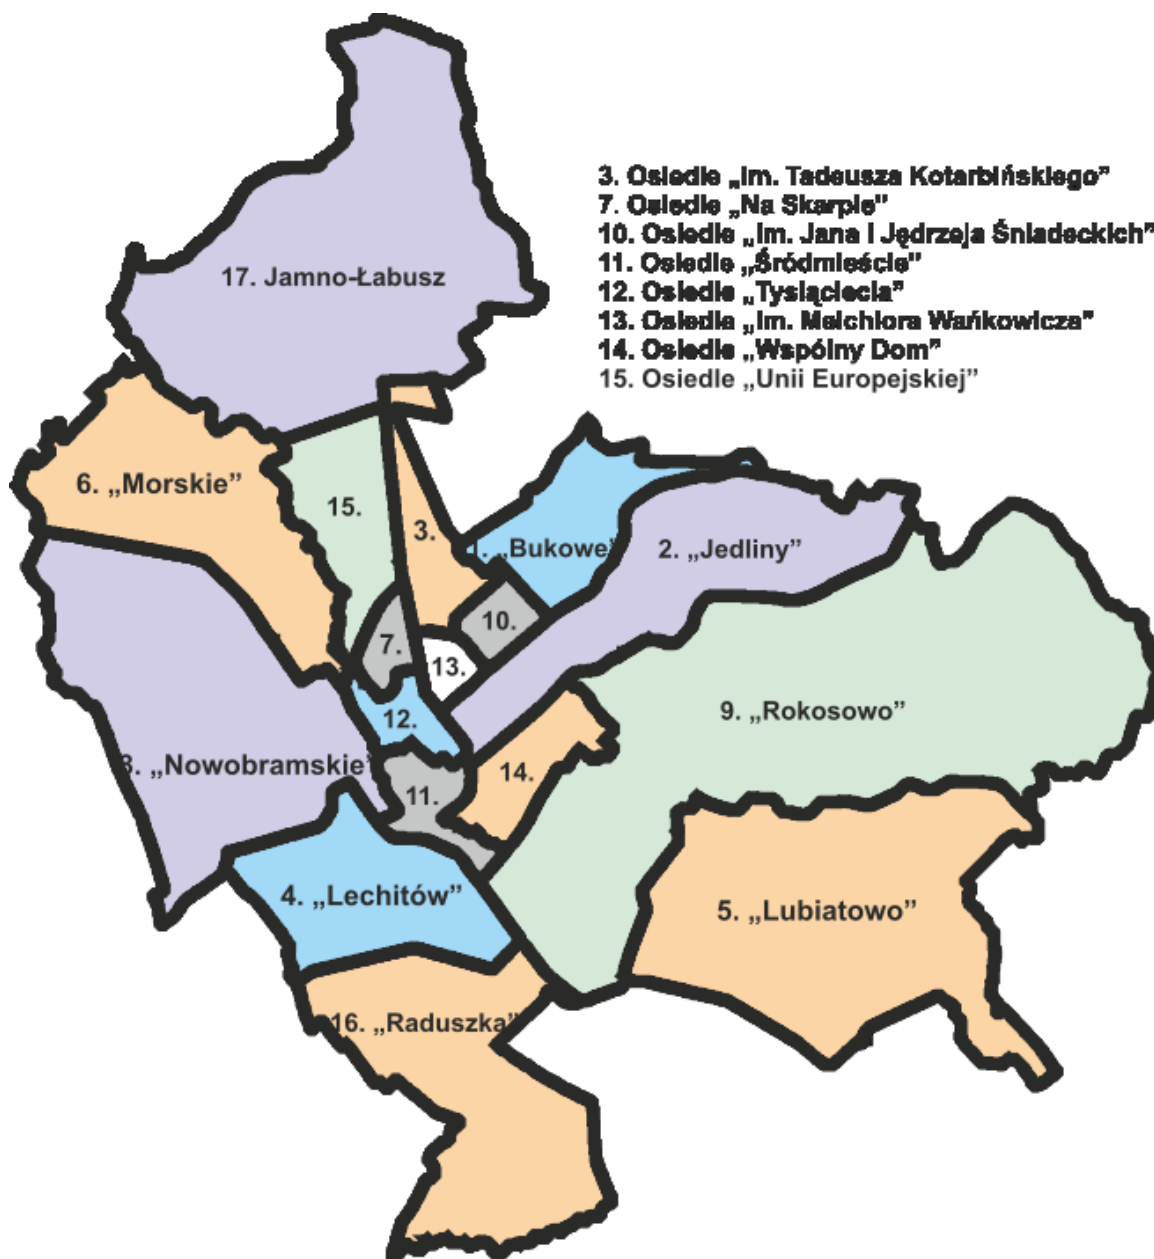 3. Osiedle „im. Tadeusza Kotarbińskiego”
7. Osiedle „Na Skarpie”
10. Osiedle „im. Jana i Jędrzeja Śniadeckich”
11. Osiedle „Śródmieście”
12. Osiedle „Tysiąclecia”
13. Osiedle „im. Melchiora Wańkowicza”
14. Osiedle „Wspólny Dom”
15. Osiedle „Unii Europejskiej”
17. Jamno-Łabusz
6. „Morskie”
15.
3.
1. „Bukowe”
2. „Jedliny”
10.
7.
13.
12.
9. „Rokosowo”
8. „Nowobramskie”
14.
11.
4. „Lechitów”
5. „Lubiatowo”
16. „Raduszka”